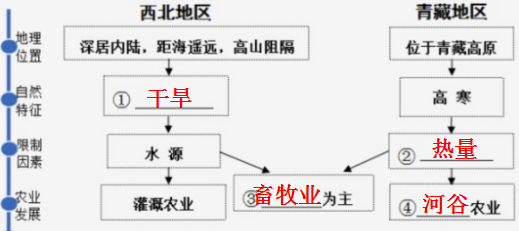 西北地区 青藏地区
地理
位置
深居内陆，距海遥远，高山阻隔 位于青藏高原
自然
特征
①干旱 高寒
限制
因素
水源 ②热量
③畜牧业为主
农业
发展
灌溉农业 ④河谷农业